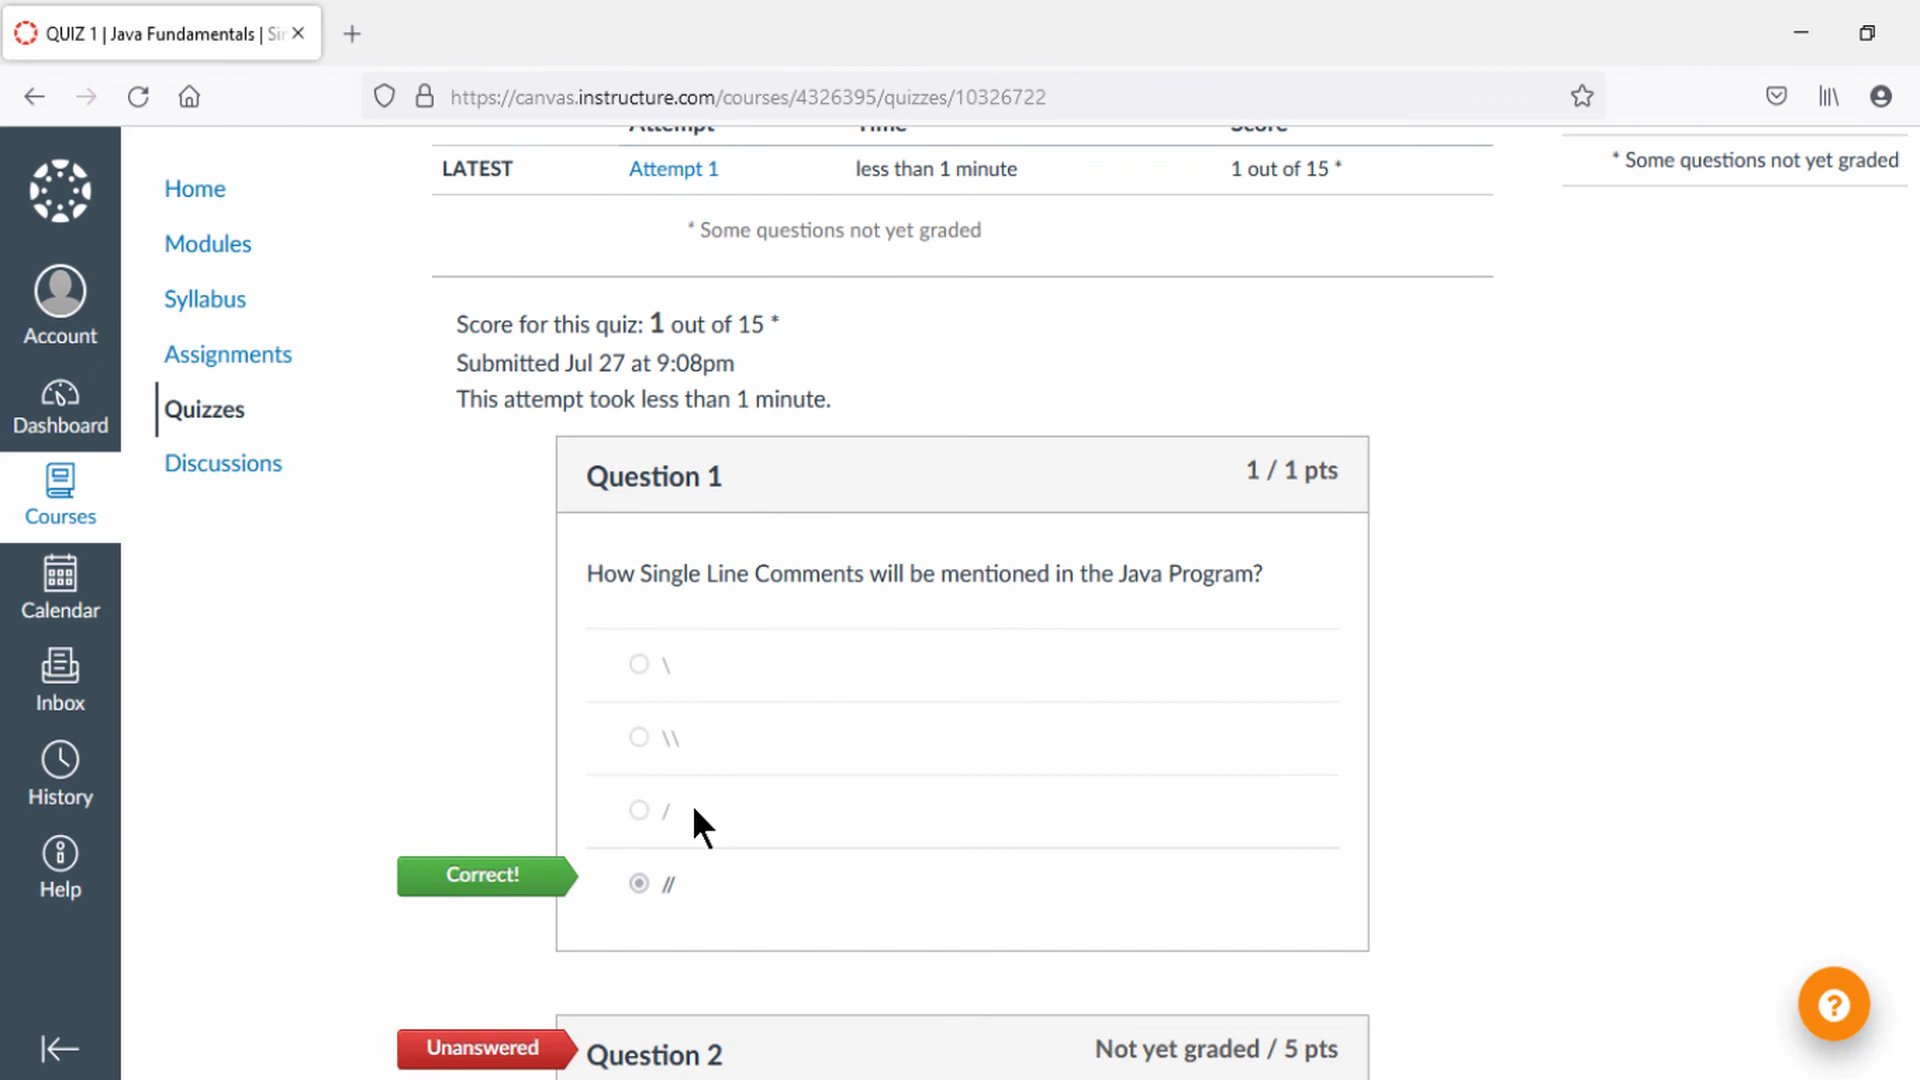 QUIZ 1 | Java Fundamentals | Sin
https://canvas.instructure.com/courses/4326395/quizzes/10326722
Attempt Time Score
LATEST Attempt 1 less than 1 minute 1 out of 15 *
* Some questions not yet graded
* Some questions not yet graded
Home
Modules
Syllabus
Assignments
Quizzes
Discussions
Account
Dashboard
Courses
Calendar
Inbox
History
Help
Score for this quiz: 1 out of 15 *
Submitted Jul 27 at 9:08pm
This attempt took less than 1 minute.
Question 1 1 / 1 pts
How Single Line Comments will be mentioned in the Java Program?
\
\\
/
Correct! //
Unanswered Question 2 Not yet graded / 5 pts
?